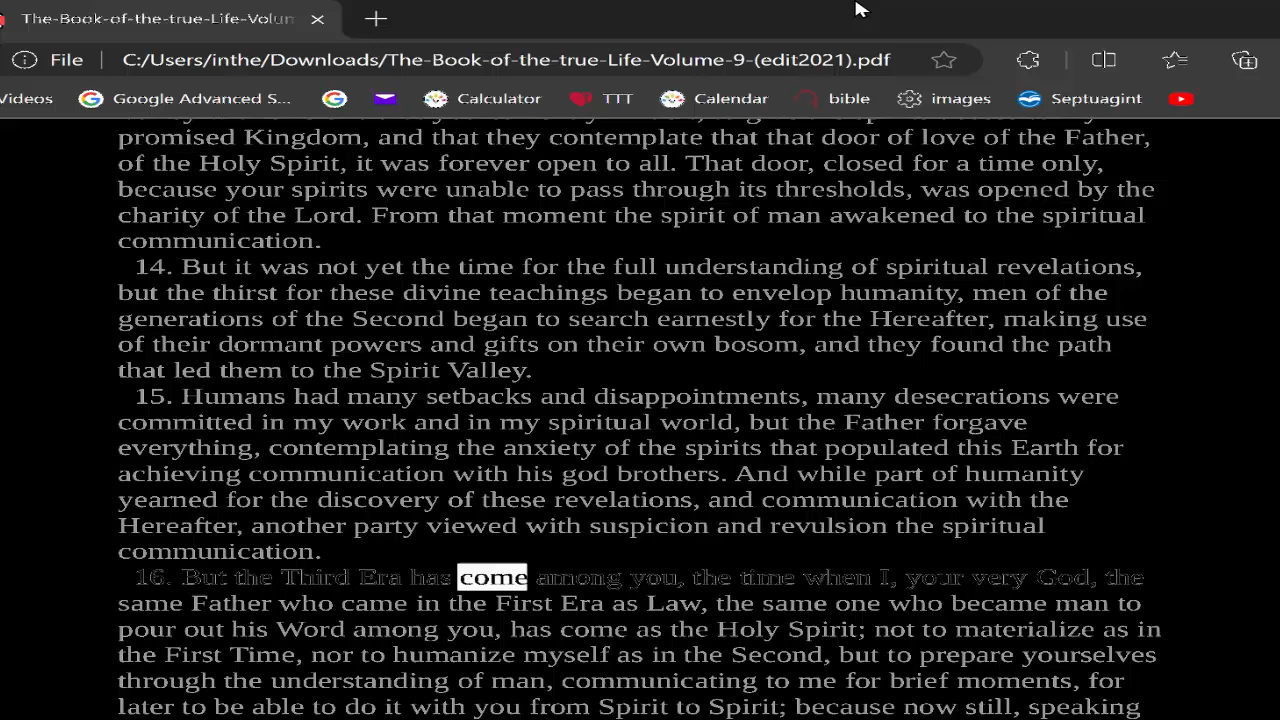 The-Book-of-the-true-Life-Volum
File C:/Users/inthe/Downloads/The-Book-of-the-true-Life-Volume-9-(edit2021).pdf
Videos Google Advanced S... Calculator TTT Calendar bible images Septuagint
promised Kingdom, and that they contemplate that that door of love of the Father,
of the Holy Spirit, it was forever open to all. That door, closed for a time only,
because your spirits were unable to pass through its thresholds, was opened by the
charity of the Lord. From that moment the spirit of man awakened to the spiritual
communication.
14. But it was not yet the time for the full understanding of spiritual revelations,
but the thirst for these divine teachings began to envelop humanity, men of the
generations of the Second began to search earnestly for the Hereafter, making use
of their dormant powers and gifts on their own bosom, and they found the path
that led them to the Spirit Valley.
15. Humans had many setbacks and disappointments, many desecrations were
committed in my work and in my spiritual world, but the Father forgave
everything, contemplating the anxiety of the spirits that populated this Earth for
achieving communication with his god brothers. And while part of humanity
yearned for the discovery of these revelations, and communication with the
Hereafter, another party viewed with suspicion and revulsion the spiritual
communication.
16. But the Third Era has come among you, the time when I, your very God, the
same Father who came in the First Era as Law, the same one who became man to
pour out his Word among you, has come as the Holy Spirit; not to materialize as in
the First Time, nor to humanize myself as in the Second, but to prepare yourselves
through the understanding of man, communicating to me for brief moments, for
later to be able to do it with you from Spirit to Spirit; because now still, speaking